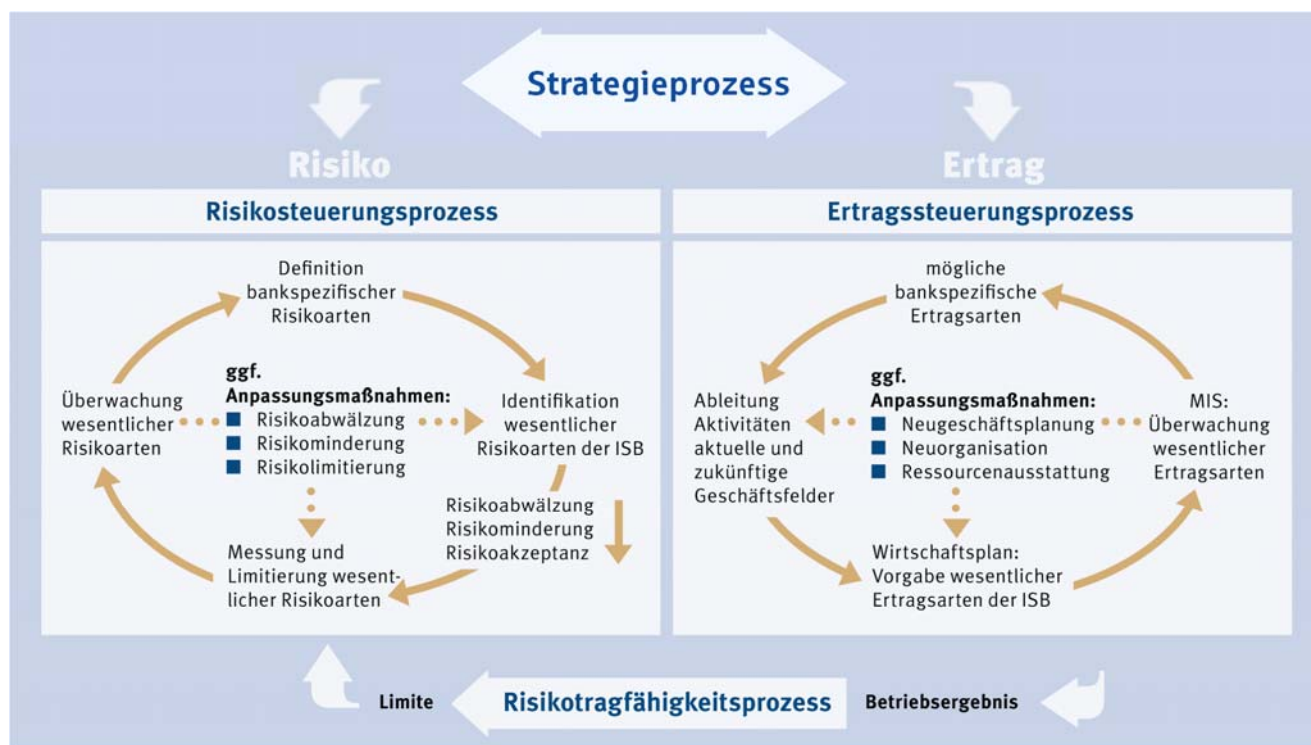 Strategieprozess
Risiko
Ertrag
Risikosteuerungsprozess
Definition
bankspezifischer
Risikoarten
ggf.
Anpassungsmaßnahmen:
Risikoabwälzung
Risikominderung
Risikolimitierung
Überwachung
wesentlicher
Risikoarten
Identifikation
wesentlicher
Risikoarten der ISB
Risikoabwälzung
Risikominderung
Risikoakzeptanz
Messung und
Limitierung wesent-
licher Risikoarten
Ertragssteuerungsprozess
mögliche
bankspezifische
Ertragsarten
ggf.
Anpassungsmaßnahmen:
Neugeschäftsplanung
Neuorganisation
Ressourcenausstattung
Ableitung
Aktivitäten
aktuelle und
zukünftige
Geschäftsfelder
MIS:
Überwachung
wesentlicher
Ertragsarten
Wirtschaftsplan:
Vorgabe wesentlicher
Ertragsarten der ISB
Limite
Risikotragfähigkeitsprozess
Betriebsergebnis